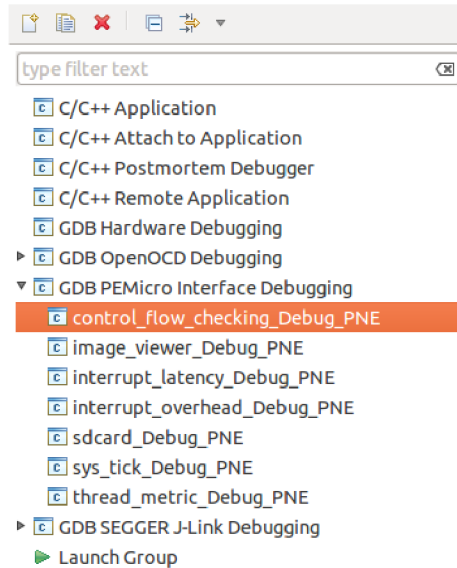 type filter text
C/C++ Application
C/C++ Attach to Application
C/C++ Postmortem Debugger
C/C++ Remote Application
GDB Hardware Debugging
GDB OpenOCD Debugging
GDB PEMicro Interface Debugging
control_flow_checking_Debug_PNE
image_viewer_Debug_PNE
interrupt_latency_Debug_PNE
interrupt_overhead_Debug_PNE
sdcard_Debug_PNE
sys_tick_Debug_PNE
thread_metric_Debug_PNE
GDB SEGGER J-Link Debugging
Launch Group